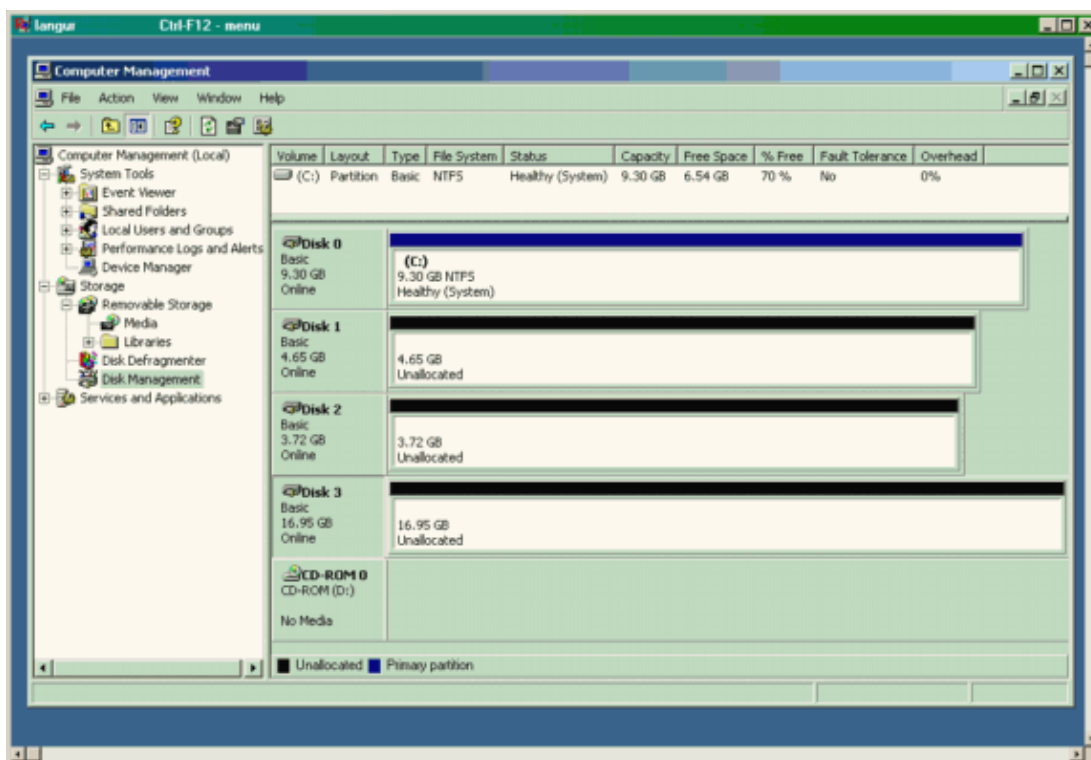 langur Ctrl-F12 - menu
Computer Management
File Action View Window Help
Computer Management (Local)
System Tools
Event Viewer
Shared Folders
Local Users and Groups
Performance Logs and Alerts
Device Manager
Storage
Removable Storage
Media
Libraries
Disk Defragmenter
Disk Management
Services and Applications
Volume Layout Type File System Status Capacity Free Space % Free Fault Tolerance Overhead
(C:) Partition Basic NTFS Healthy (System) 9.30 GB 6.54 GB 70 % No 0%
Disk 0
Basic
9.30 GB
Online
(C:)
9.30 GB NTFS
Healthy (System)
Disk 1
Basic
4.65 GB
Online
4.65 GB
Unallocated
Disk 2
Basic
3.72 GB
Online
3.72 GB
Unallocated
Disk 3
Basic
16.95 GB
Online
16.95 GB
Unallocated
CD-ROM 0
CD-ROM (D:)
No Media
Unallocated Primary partition